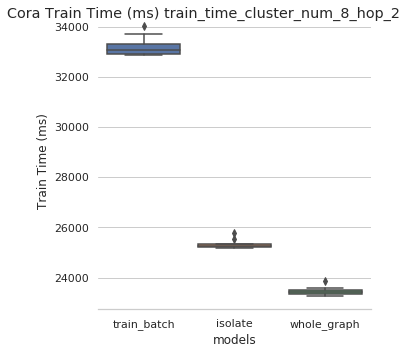 Cora Train Time (ms) train_time_cluster_num_8_hop_2
34000
32000
30000
28000
26000
24000
Train Time (ms)
train_batch isolate whole_graph
models